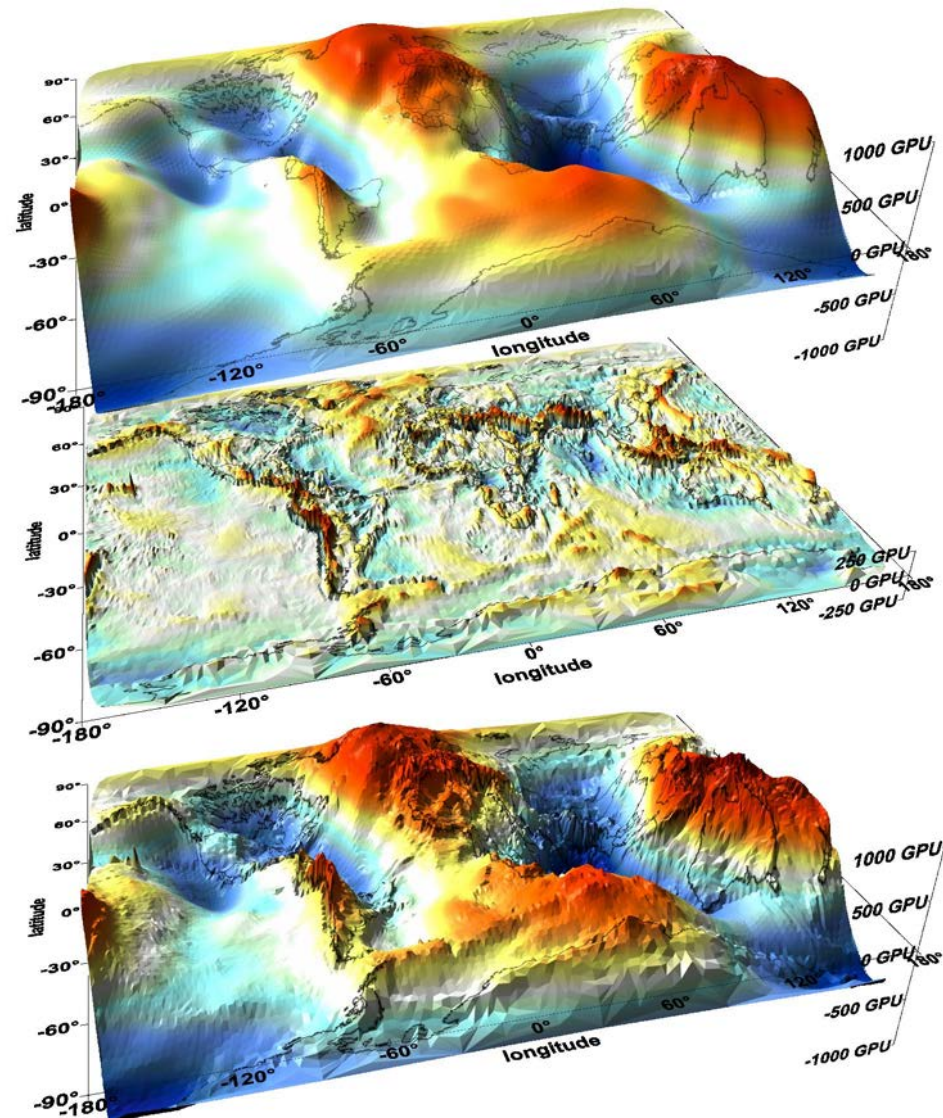 90°
60°
30°
0°
-30°
-60°
-90°
latitude
-180°
-120°
-60°
0°
60°
120°
180°
longitude
1000 GPU
500 GPU
0 GPU
-500 GPU
-1000 GPU
90°
60°
30°
0°
-30°
-60°
-90°
latitude
-180°
-120°
-60°
0°
60°
120°
180°
longitude
250 GPU
0 GPU
-250 GPU
90°
60°
30°
0°
-30°
-60°
-90°
latitude
-180°
-120°
-60°
0°
60°
120°
180°
longitude
1000 GPU
500 GPU
0 GPU
-500 GPU
-1000 GPU